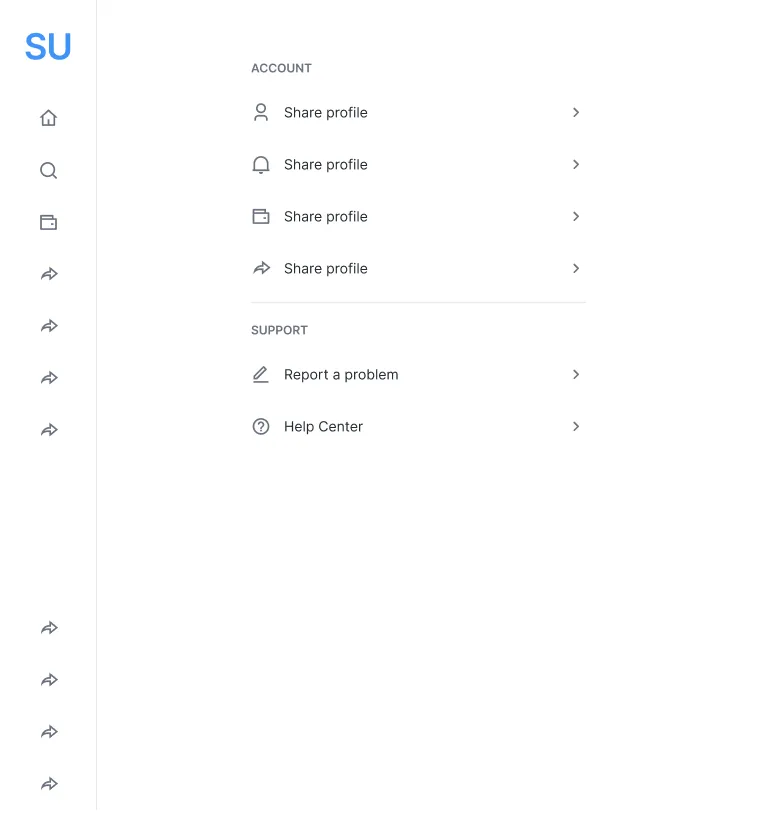 SU
ACCOUNT
Share profile
Share profile
Share profile
Share profile
SUPPORT
Report a problem
Help Center